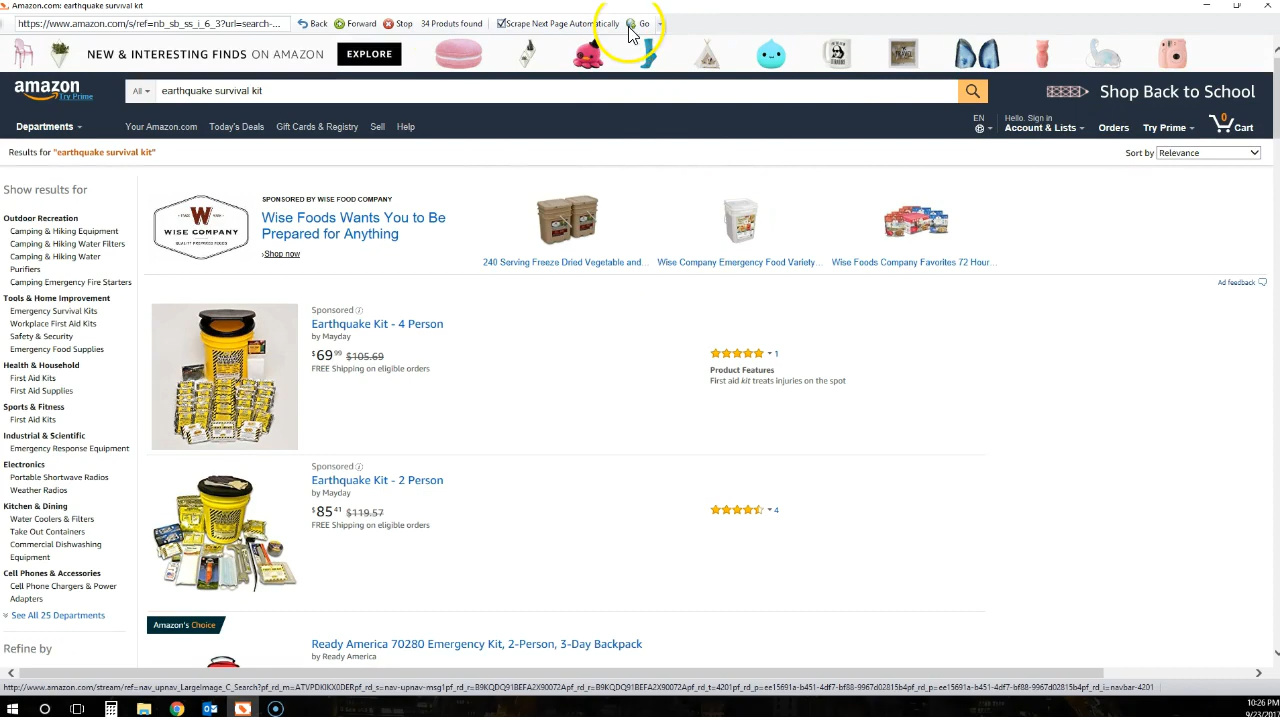 Amazon.com: earthquake survival kit
https://www.amazon.com/s/ref=nb_sb_ss_i_6_3?url=search-... Back Forward Stop 34 Produts found Scrape Next Page Automatically Go
NEW & INTERESTING FINDS ON AMAZON EXPLORE
amazon
Try Prime
All earthquake survival kit
Shop Back to School
Departments Your Amazon.com Today's Deals Gift Cards & Registry Sell Help
EN Hello. Sign in Account & Lists Orders Try Prime 0 Cart
Results for "earthquake survival kit"
Sort by Relevance
Show results for
Outdoor Recreation
Camping & Hiking Equipment
Camping & Hiking Water Filters
Camping & Hiking Water
Purifiers
Camping Emergency Fire Starters
Tools & Home Improvement
Emergency Survival Kits
Workplace First Aid Kits
Safety & Security
Emergency Food Supplies
Health & Household
First Aid Kits
First Aid Supplies
Sports & Fitness
First Aid Kits
Industrial & Scientific
Emergency Response Equipment
Electronics
Portable Shortwave Radios
Weather Radios
Kitchen & Dining
Water Coolers & Filters
Take Out Containers
Commercial Dishwashing
Equipment
Cell Phones & Accessories
Cell Phone Chargers & Power
Adapters
See All 25 Departments
Refine by
W
WISE COMPANY
SPONSORED BY WISE FOOD COMPANY
Wise Foods Wants You to Be
Prepared for Anything
›Shop now
240 Serving Freeze Dried Vegetable and...
Wise Company Emergency Food Variety...
Wise Foods Company Favorites 72 Hour...
Ad feedback
Sponsored
Earthquake Kit - 4 Person
by Mayday
$69 99 $105.69
FREE Shipping on eligible orders
1
Product Features
First aid kit treats injuries on the spot
Sponsored
Earthquake Kit - 2 Person
by Mayday
$85 41 $119.57
FREE Shipping on eligible orders
4
Amazon's Choice
Ready America 70280 Emergency Kit, 2-Person, 3-Day Backpack
by Ready America
10:26 PM
9/23/2017